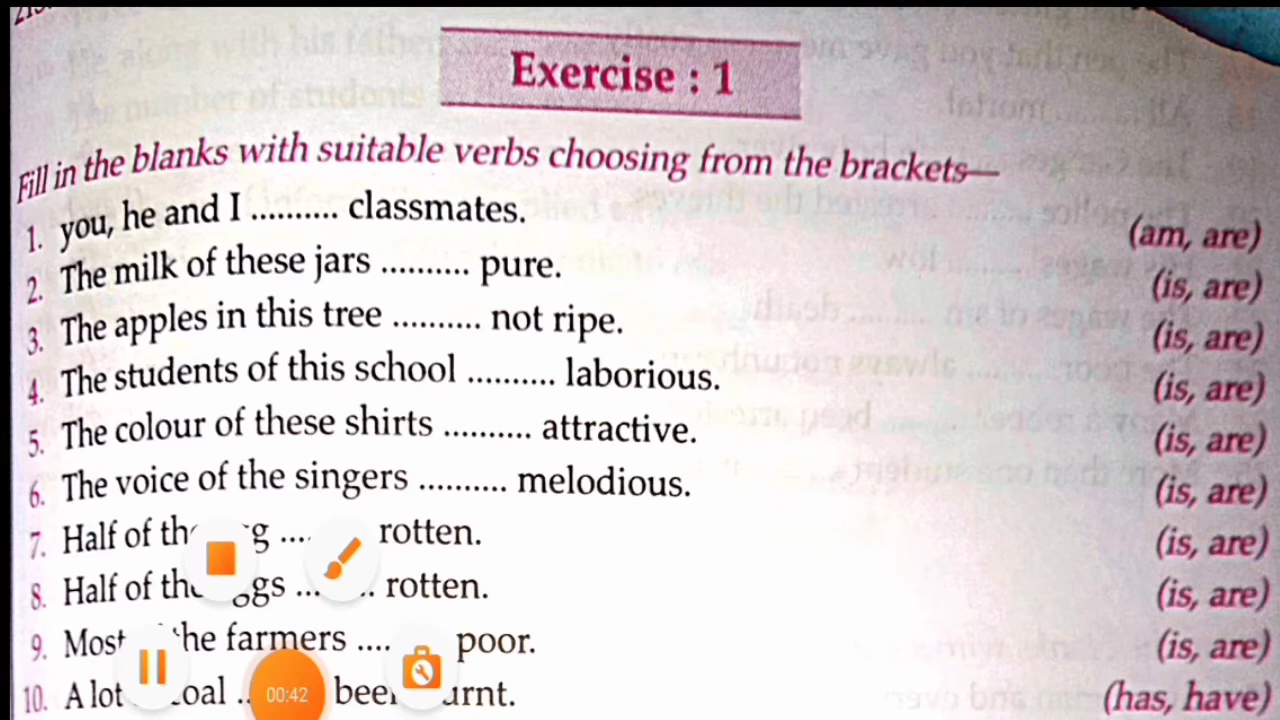 Exercise : 1
Fill in the blanks with suitable verbs choosing from the brackets—
1. you, he and I .......... classmates. (am, are)
2. The milk of these jars .......... pure. (is, are)
3. The apples in this tree .......... not ripe. (is, are)
4. The students of this school .......... laborious. (is, are)
5. The colour of these shirts .......... attractive. (is, are)
6. The voice of the singers .......... melodious. (is, are)
7. Half of .... rotten. (is, are)
8. Half of ... .. rotten. (is, are)
9. Most the farmers .... poor. (is, are)
10. A lot .. (has, have)
00:42